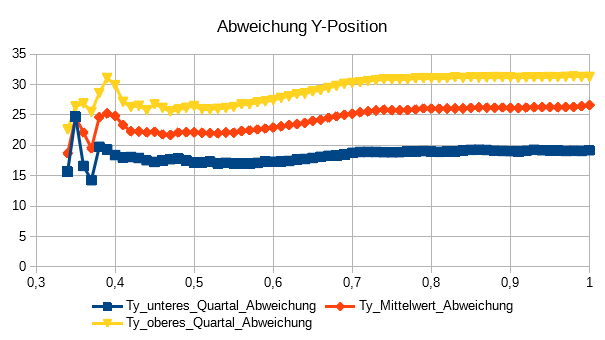 Abweichung Y-Position
35
30
25
20
15
10
5
0
0,3 0,4 0,5 0,6 0,7 0,8 0,9 1
Ty_unteres_Quartal_Abweichung Ty_Mittelwert_Abweichung
Ty_oberes_Quartal_Abweichung